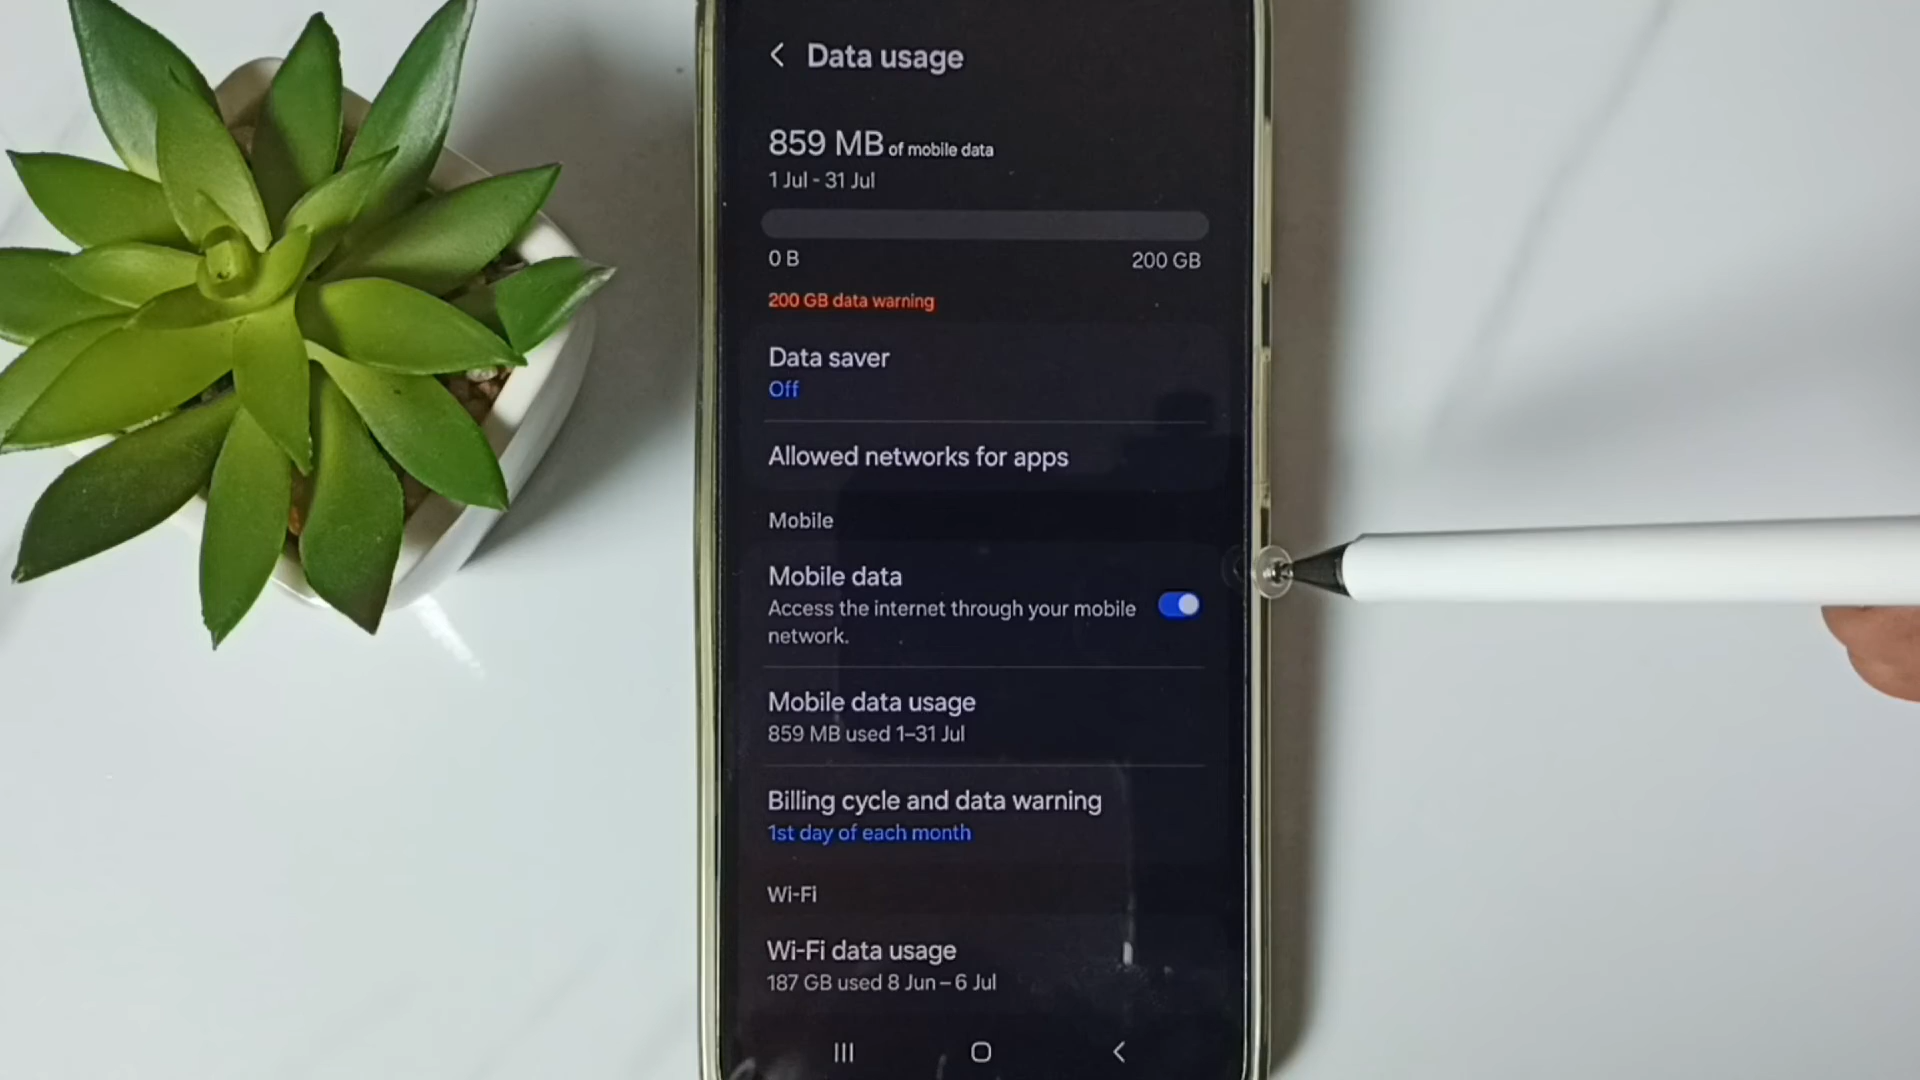 Data usage
859 MB of mobile data
1 Jul - 31 Jul
0 B
200 GB
200 GB data warning
Data saver
Off
Allowed networks for apps
Mobile
Mobile data
Access the internet through your mobile
network.
Mobile data usage
859 MB used 1–31 Jul
Billing cycle and data warning
1st day of each month
Wi-Fi
Wi-Fi data usage
187 GB used 8 Jun – 6 Jul